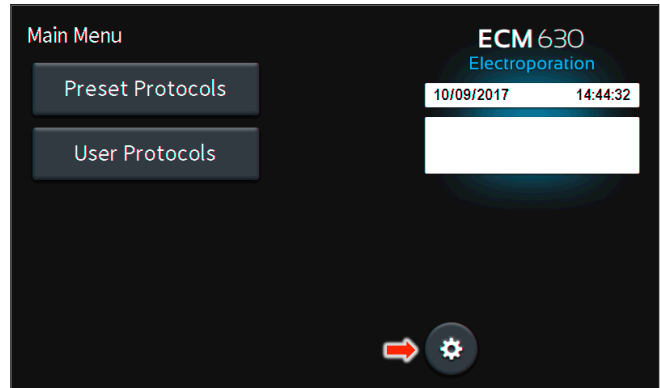 Main Menu
Preset Protocols
User Protocols
ECM 630
Electroporation
10/09/2017 14:44:32